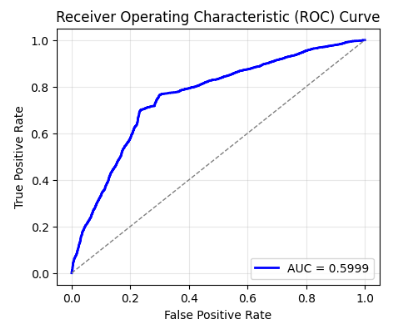 Receiver Operating Characteristic (ROC) Curve
True Positive Rate
1.0
0.8
0.6
0.4
0.2
0.0
AUC = 0.5999
0.0 0.2 0.4 0.6 0.8 1.0
False Positive Rate